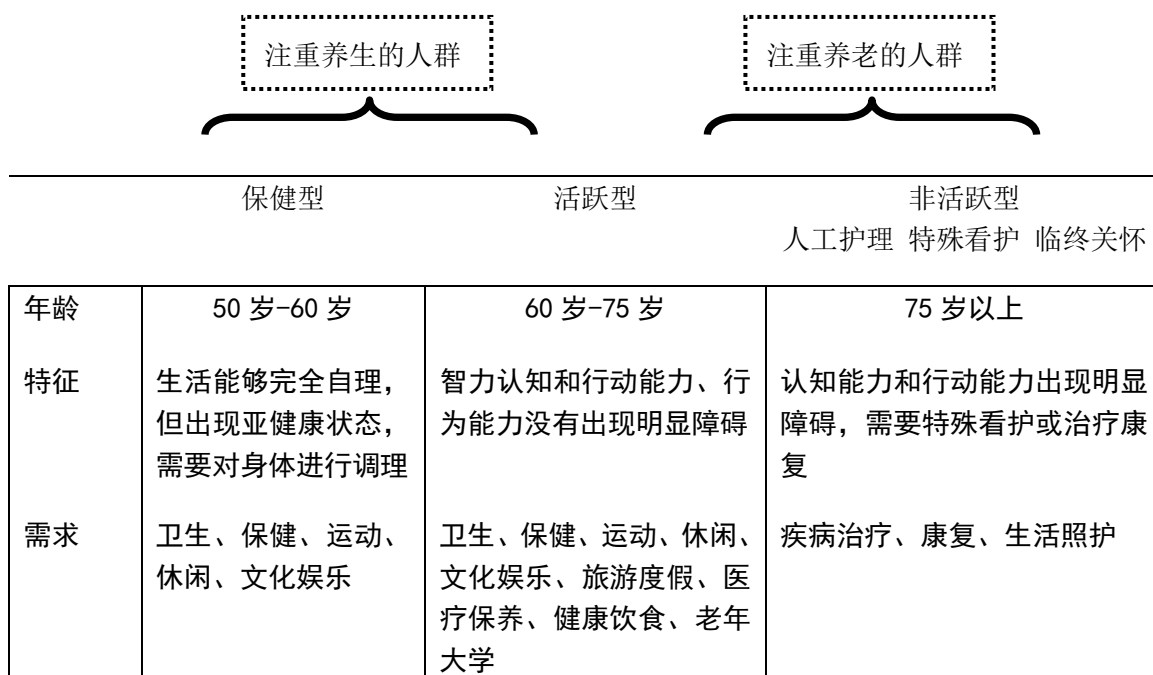 注重养生的人群
注重养老的人群
保健型
活跃型
非活跃型
人工护理 特殊看护 临终关怀
年龄
50 岁-60 岁
60 岁-75 岁
75 岁以上
特征
生活能够完全自理，
但出现亚健康状态，
需要对身体进行调理
智力认知和行动能力、行
为能力没有出现明显障碍
认知能力和行动能力出现明显
障碍，需要特殊看护或治疗康
复
需求
卫生、保健、运动、
休闲、文化娱乐
卫生、保健、运动、休闲、
文化娱乐、旅游度假、医
疗保养、健康饮食、老年
大学
疾病治疗、康复、生活照护